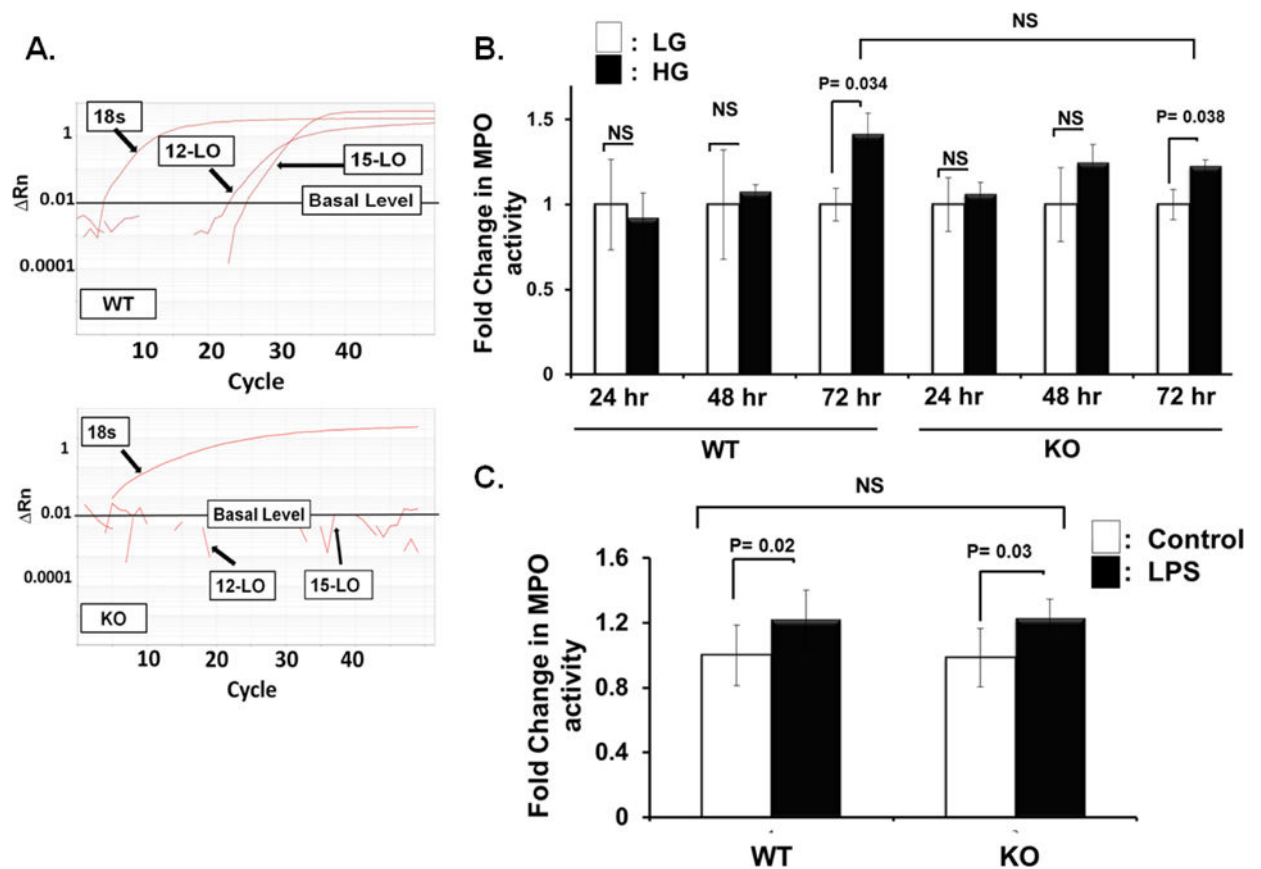 A.
18s
12-LO
15-LO
Basal Level
1
0.01
0.0001
ΔRn
WT
10 20 30 40
Cycle
18s
Basal Level
12-LO
15-LO
1
0.01
0.0001
ΔRn
KO
10 20 30 40
Cycle
B.
: LG
: HG
NS
NS
NS
P= 0.034
NS
NS
P= 0.038
Fold Change in MPO
activity
1.5
1
0.5
0
24 hr 48 hr 72 hr 24 hr 48 hr 72 hr
WT KO
C.
NS
P= 0.02
P= 0.03
: Control
: LPS
Fold Change in MPO
activity
1.6
1.2
0.8
0.4
0
WT KO